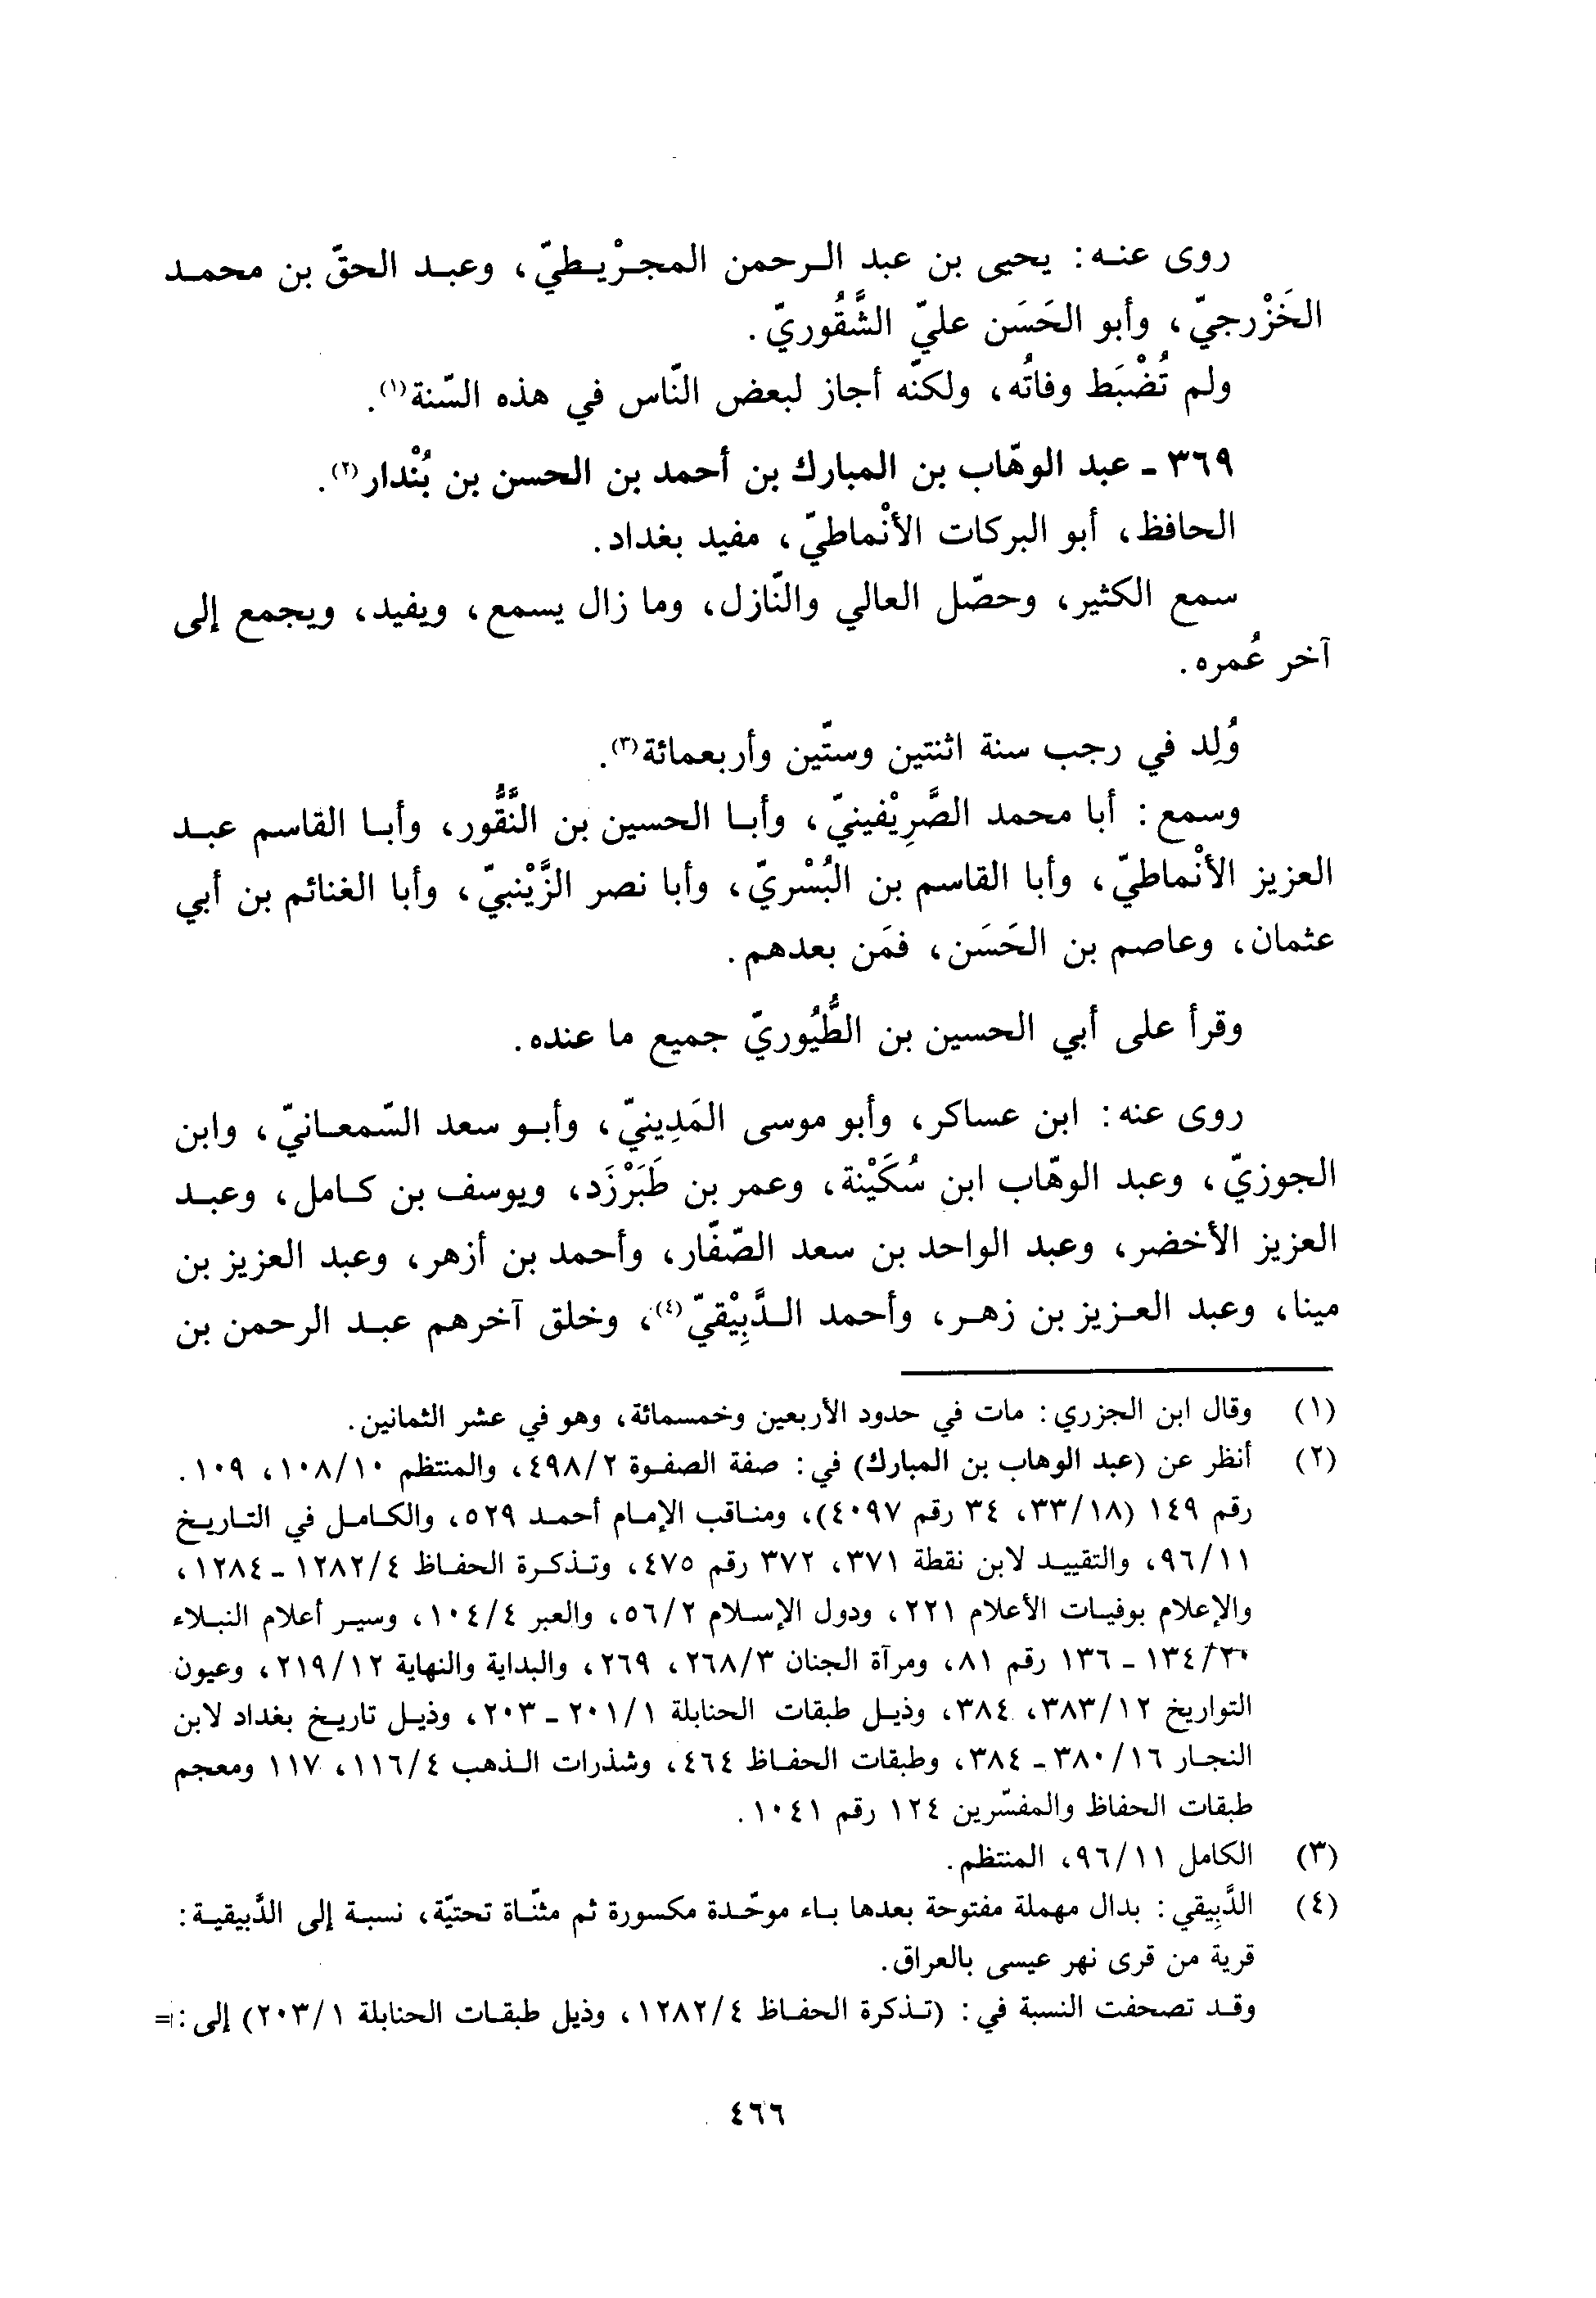 روى عنه: يحيى بن عبد الرحمن المجرْيطيّ، وعبد الحقّ بن محمد
الخَزْرجيّ، وأبو الحَسَن عليّ الشَّقُوريّ.
ولم تُضْبَط وفاتُه، ولكنّه أجاز لبعض النّاس في هذه السّنة(١).
٣٦٩ - عبد الوهّاب بن المبارك بن أحمد بن الحسن بن بُنْدار(٢).
الحافظ، أبو البركات الأنْماطيّ، مفيد بغداد.
سمع الكثير، وحصّل العالي والنّازل، وما زال يسمع، ويفيد، ويجمع إلى
آخر عُمره.
وُلِد في رجب سنة اثنتين وستّين وأربعمائة(٣).
وسمع: أبا محمد الصَّرِيْفينيّ، وأبا الحسين بن النَّقُّور، وأبا القاسم عبد
العزيز الأنْماطيّ، وأبا القاسم بن البُسْريّ، وأبا نصر الزَّيْنبيّ، وأبا الغنائم بن أبي
عثمان، وعاصم بن الحَسَن، فمَن بعدهم.
وقرأ على أبي الحسين بن الطُّيُوريّ جميع ما عنده.
روى عنه: ابن عساكر، وأبو موسى المَدِينيّ، وأبو سعد السّمعانيّ، وابن
الجوزيّ، وعبد الوهّاب ابن سُكَيْنة، وعمر بن طَبَرْزَد، ويوسف بن كامل، وعبد
العزيز الأخضر، وعبد الواحد بن سعد الصّفّار، وأحمد بن أزهر، وعبد العزيز بن
مينا، وعبد العزيز بن زهر، وأحمد الدَّبِيْقيّ(٤)، وخلق آخرهم عبد الرحمن بن
(١) وقال ابن الجزري: مات في حدود الأربعين وخمسمائة، وهو في عشر الثمانين.
(٢) أنظر عن (عبد الوهاب بن المبارك) في: صفة الصفوة ٤٩٨/٢، والمنتظم ١٠٨/١٠، ١٠٩.
رقم ١٤٩ (٣٣/١٨، ٣٤ رقم ٤٠٩٧)، ومناقب الإمام أحمد ٥٢٩، والكامل في التاريخ
٩٦/١١، والتقييد لابن نقطة ٣٧١، ٣٧٢ رقم ٤٧٥، وتذكرة الحفاظ ١٢٨٢/٤ - ١٢٨٤،
والإعلام بوفيات الأعلام ٢٢١، ودول الإسلام ٥٦/٢، والعبر ١٠٤/٤، وسير أعلام النبلاء
١٣٤/٢٠ - ١٣٦ رقم ٨١، ومرآة الجنان ٢٦٨/٣، ٢٦٩، والبداية والنهاية ٢١٩/١٢، وعيون
التواريخ ٣٨٣/١٢، ٣٨٤، وذيل طبقات الحنابلة ٢٠١/١ - ٢٠٣، وذيل تاريخ بغداد لابن
النجار ٣٨٠/١٦ - ٣٨٤، وطبقات الحفاظ ٤٦٤، وشذرات الذهب ١١٦/٤، ١١٧ ومعجم
طبقات الحفاظ والمفسّرين ١٢٤ رقم ١٠٤١.
(٣) الكامل ٩٦/١١، المنتظم.
(٤) الدَّبِيقي: بدال مهملة مفتوحة بعدها باء موحّدة مكسورة ثم مثنّاة تحتيّة، نسبة إلى الدَّبيقية:
قرية من قرى نهر عيسى بالعراق.
وقد تصحفت النسبة في: (تذكرة الحفاظ ١٢٨٢/٤، وذيل طبقات الحنابلة ٢٠٣/١) إلى: =
٤٦٦